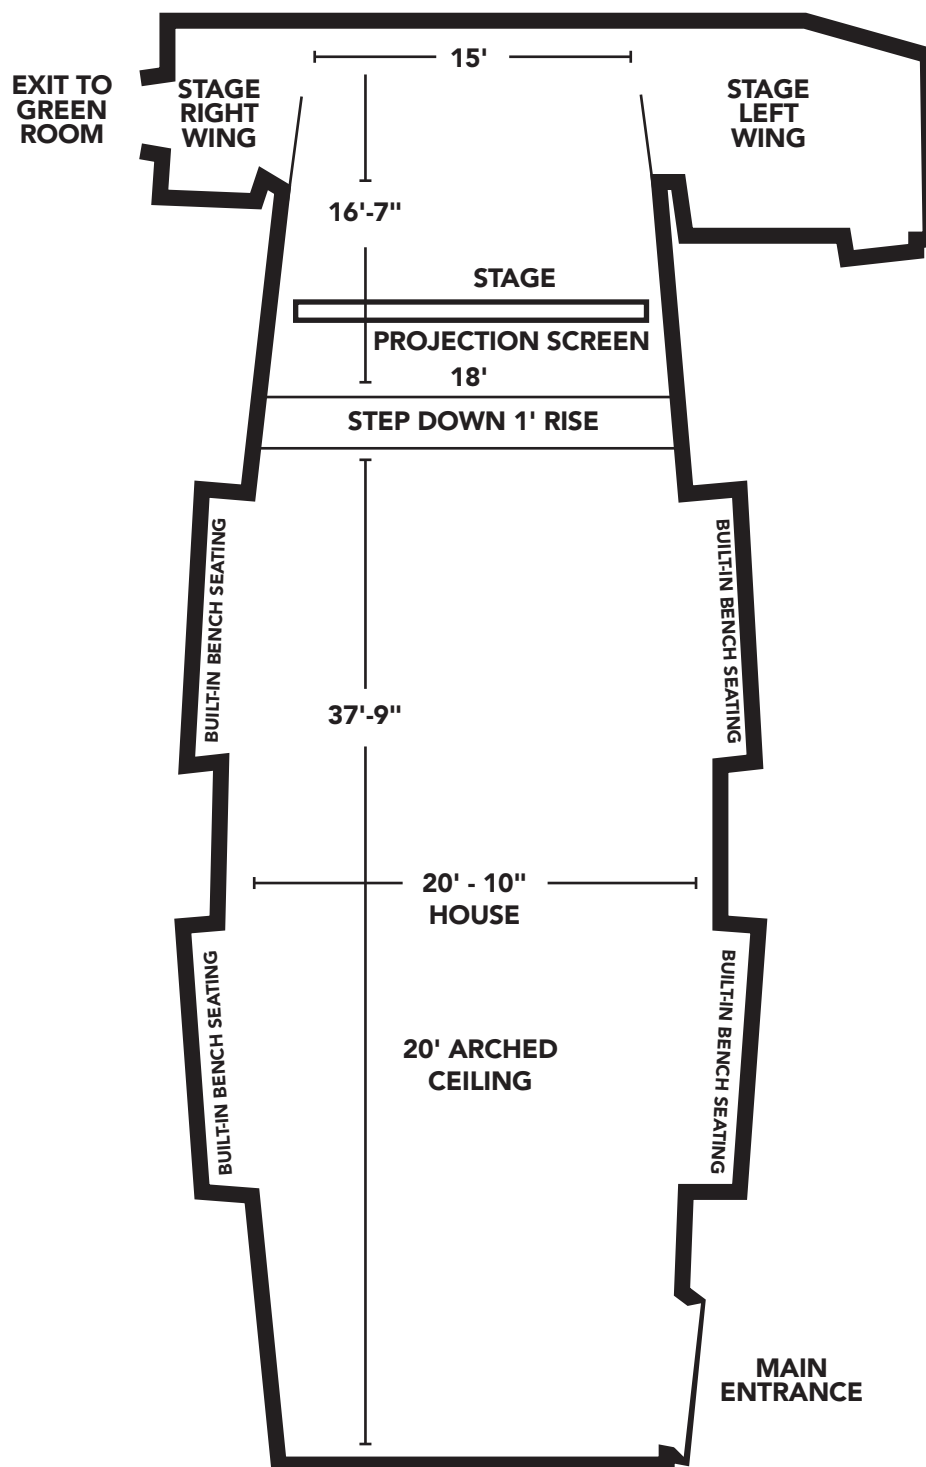 15'
EXIT TO
GREEN
ROOM
STAGE
RIGHT
WING
STAGE
LEFT
WING
16'-7"
STAGE
PROJECTION SCREEN
18'
STEP DOWN 1' RISE
BUILT-IN BENCH SEATING
BUILT-IN BENCH SEATING
37'-9"
20' - 10"
HOUSE
BUILT-IN BENCH SEATING
BUILT-IN BENCH SEATING
20' ARCHED
CEILING
MAIN
ENTRANCE